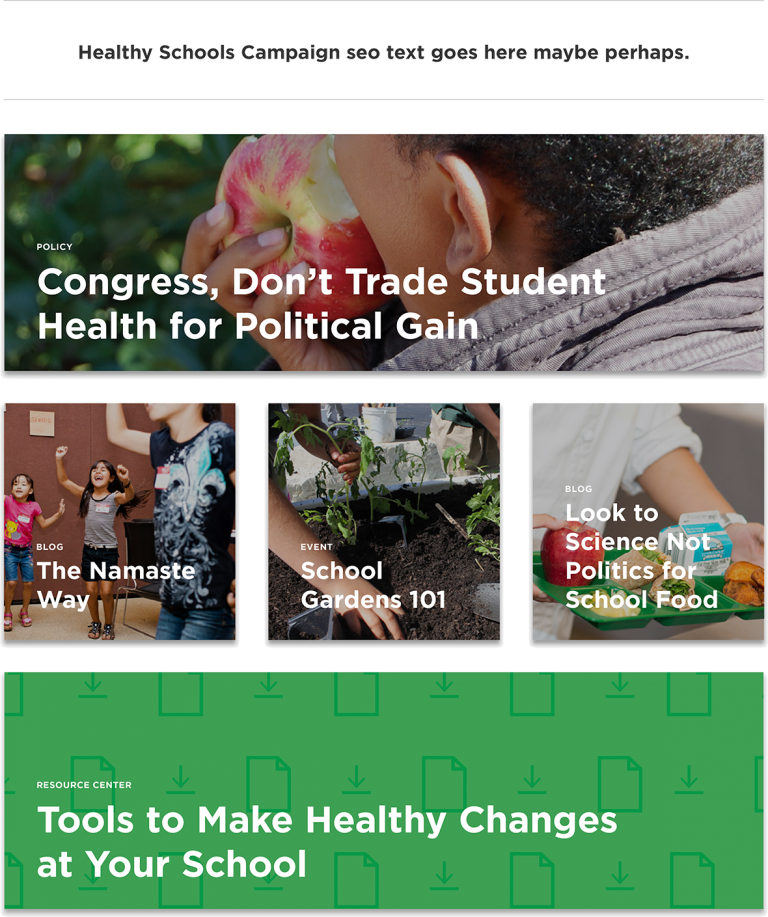 Healthy Schools Campaign seo text goes here maybe perhaps.
POLICY
Congress, Don’t Trade Student
Health for Political Gain
BLOG
The Namaste
Way
EVENT
School
Gardens 101
BLOG
Look to
Science Not
Politics for
School Food
RESOURCE CENTER
Tools to Make Healthy Changes
at Your School